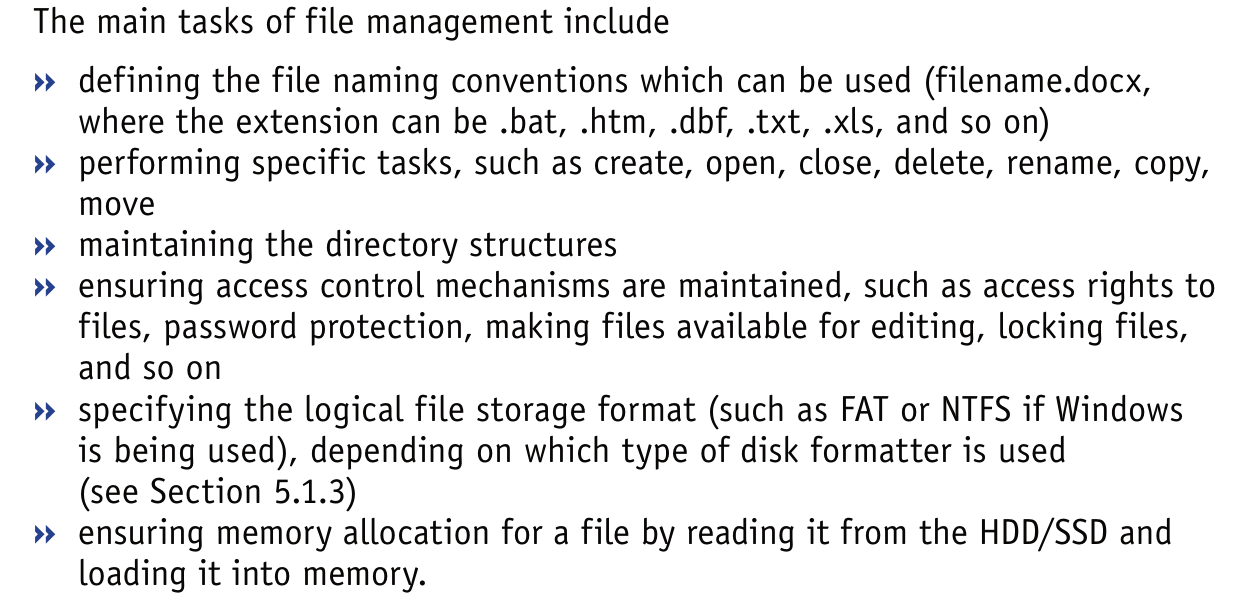 The main tasks of file management include
» defining the file naming conventions which can be used (filename.docx,
where the extension can be .bat, .htm, .dbf, .txt, .xls, and so on)
» performing specific tasks, such as create, open, close, delete, rename, copy,
move
» maintaining the directory structures
» ensuring access control mechanisms are maintained, such as access rights to
files, password protection, making files available for editing, locking files,
and so on
» specifying the logical file storage format (such as FAT or NTFS if Windows
is being used), depending on which type of disk formatter is used
(see Section 5.1.3)
» ensuring memory allocation for a file by reading it from the HDD/SSD and
loading it into memory.